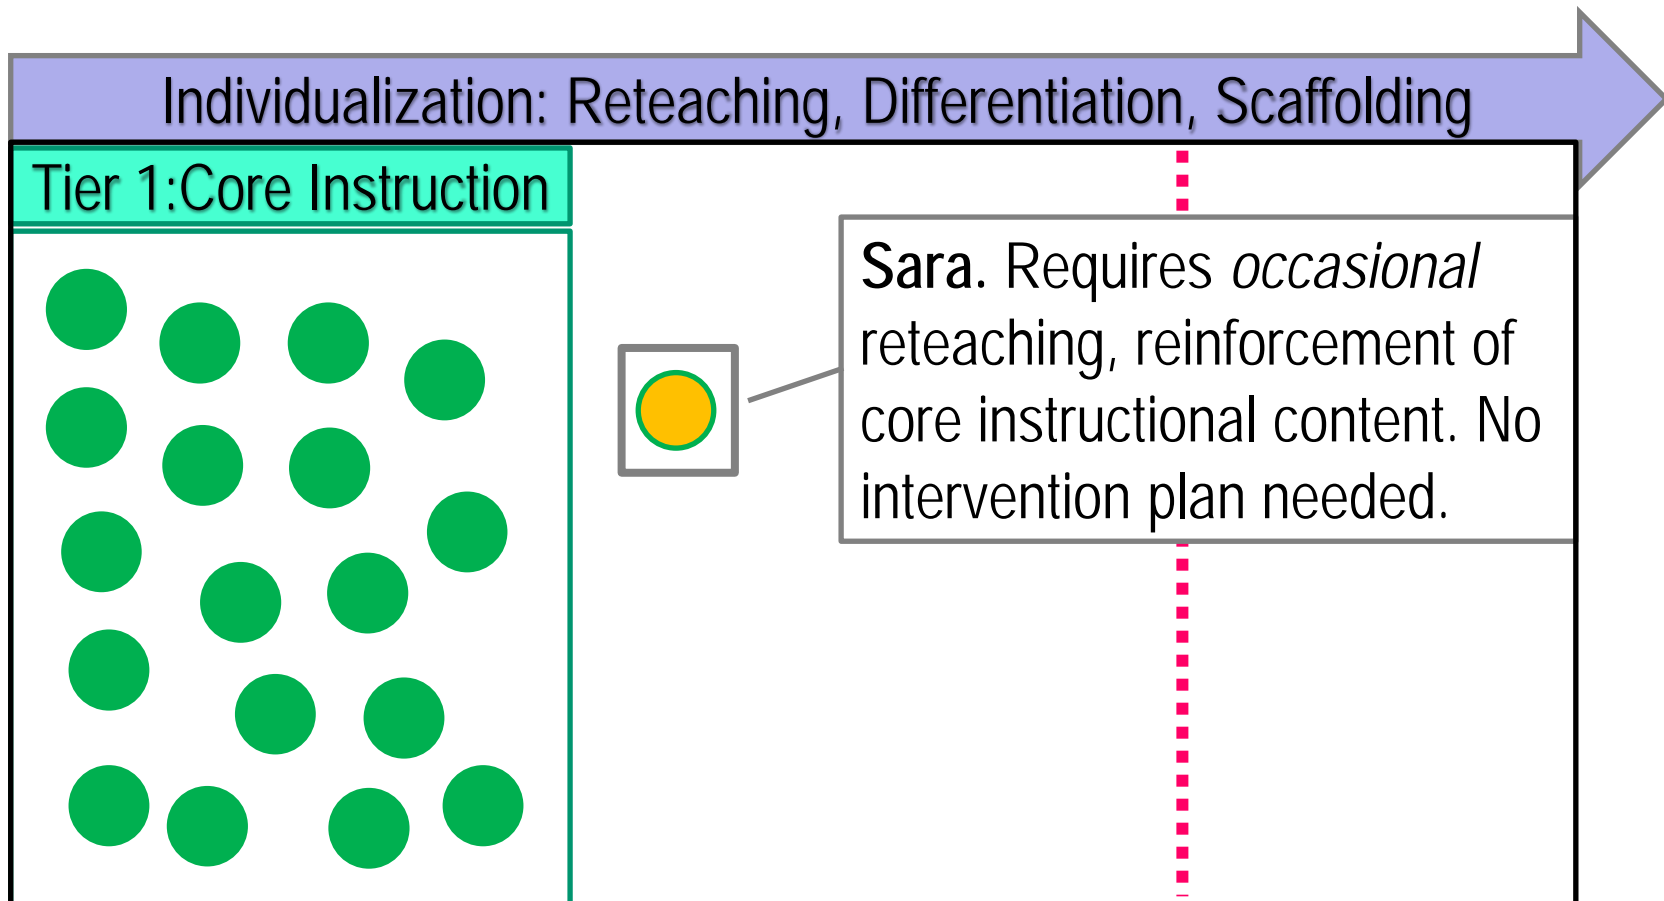 Individualization: Reteaching, Differentiation, Scaffolding
Tier 1:Core Instruction
Sara. Requires occasional
reteaching, reinforcement of
core instructional content. No
intervention plan needed.